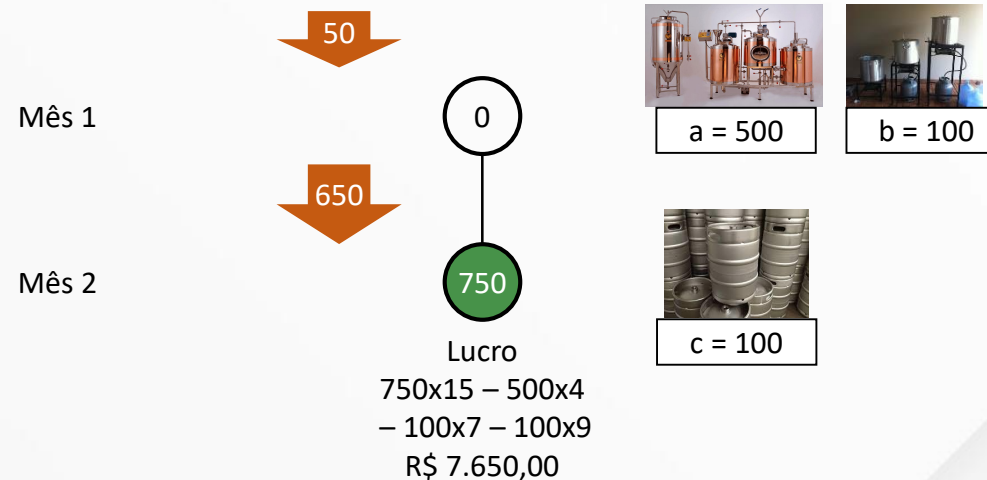 50
Mês 1
0
a = 500
b = 100
650
Mês 2
750
c = 100
Lucro
750x15 – 500x4
– 100x7 – 100x9
R$ 7.650,00